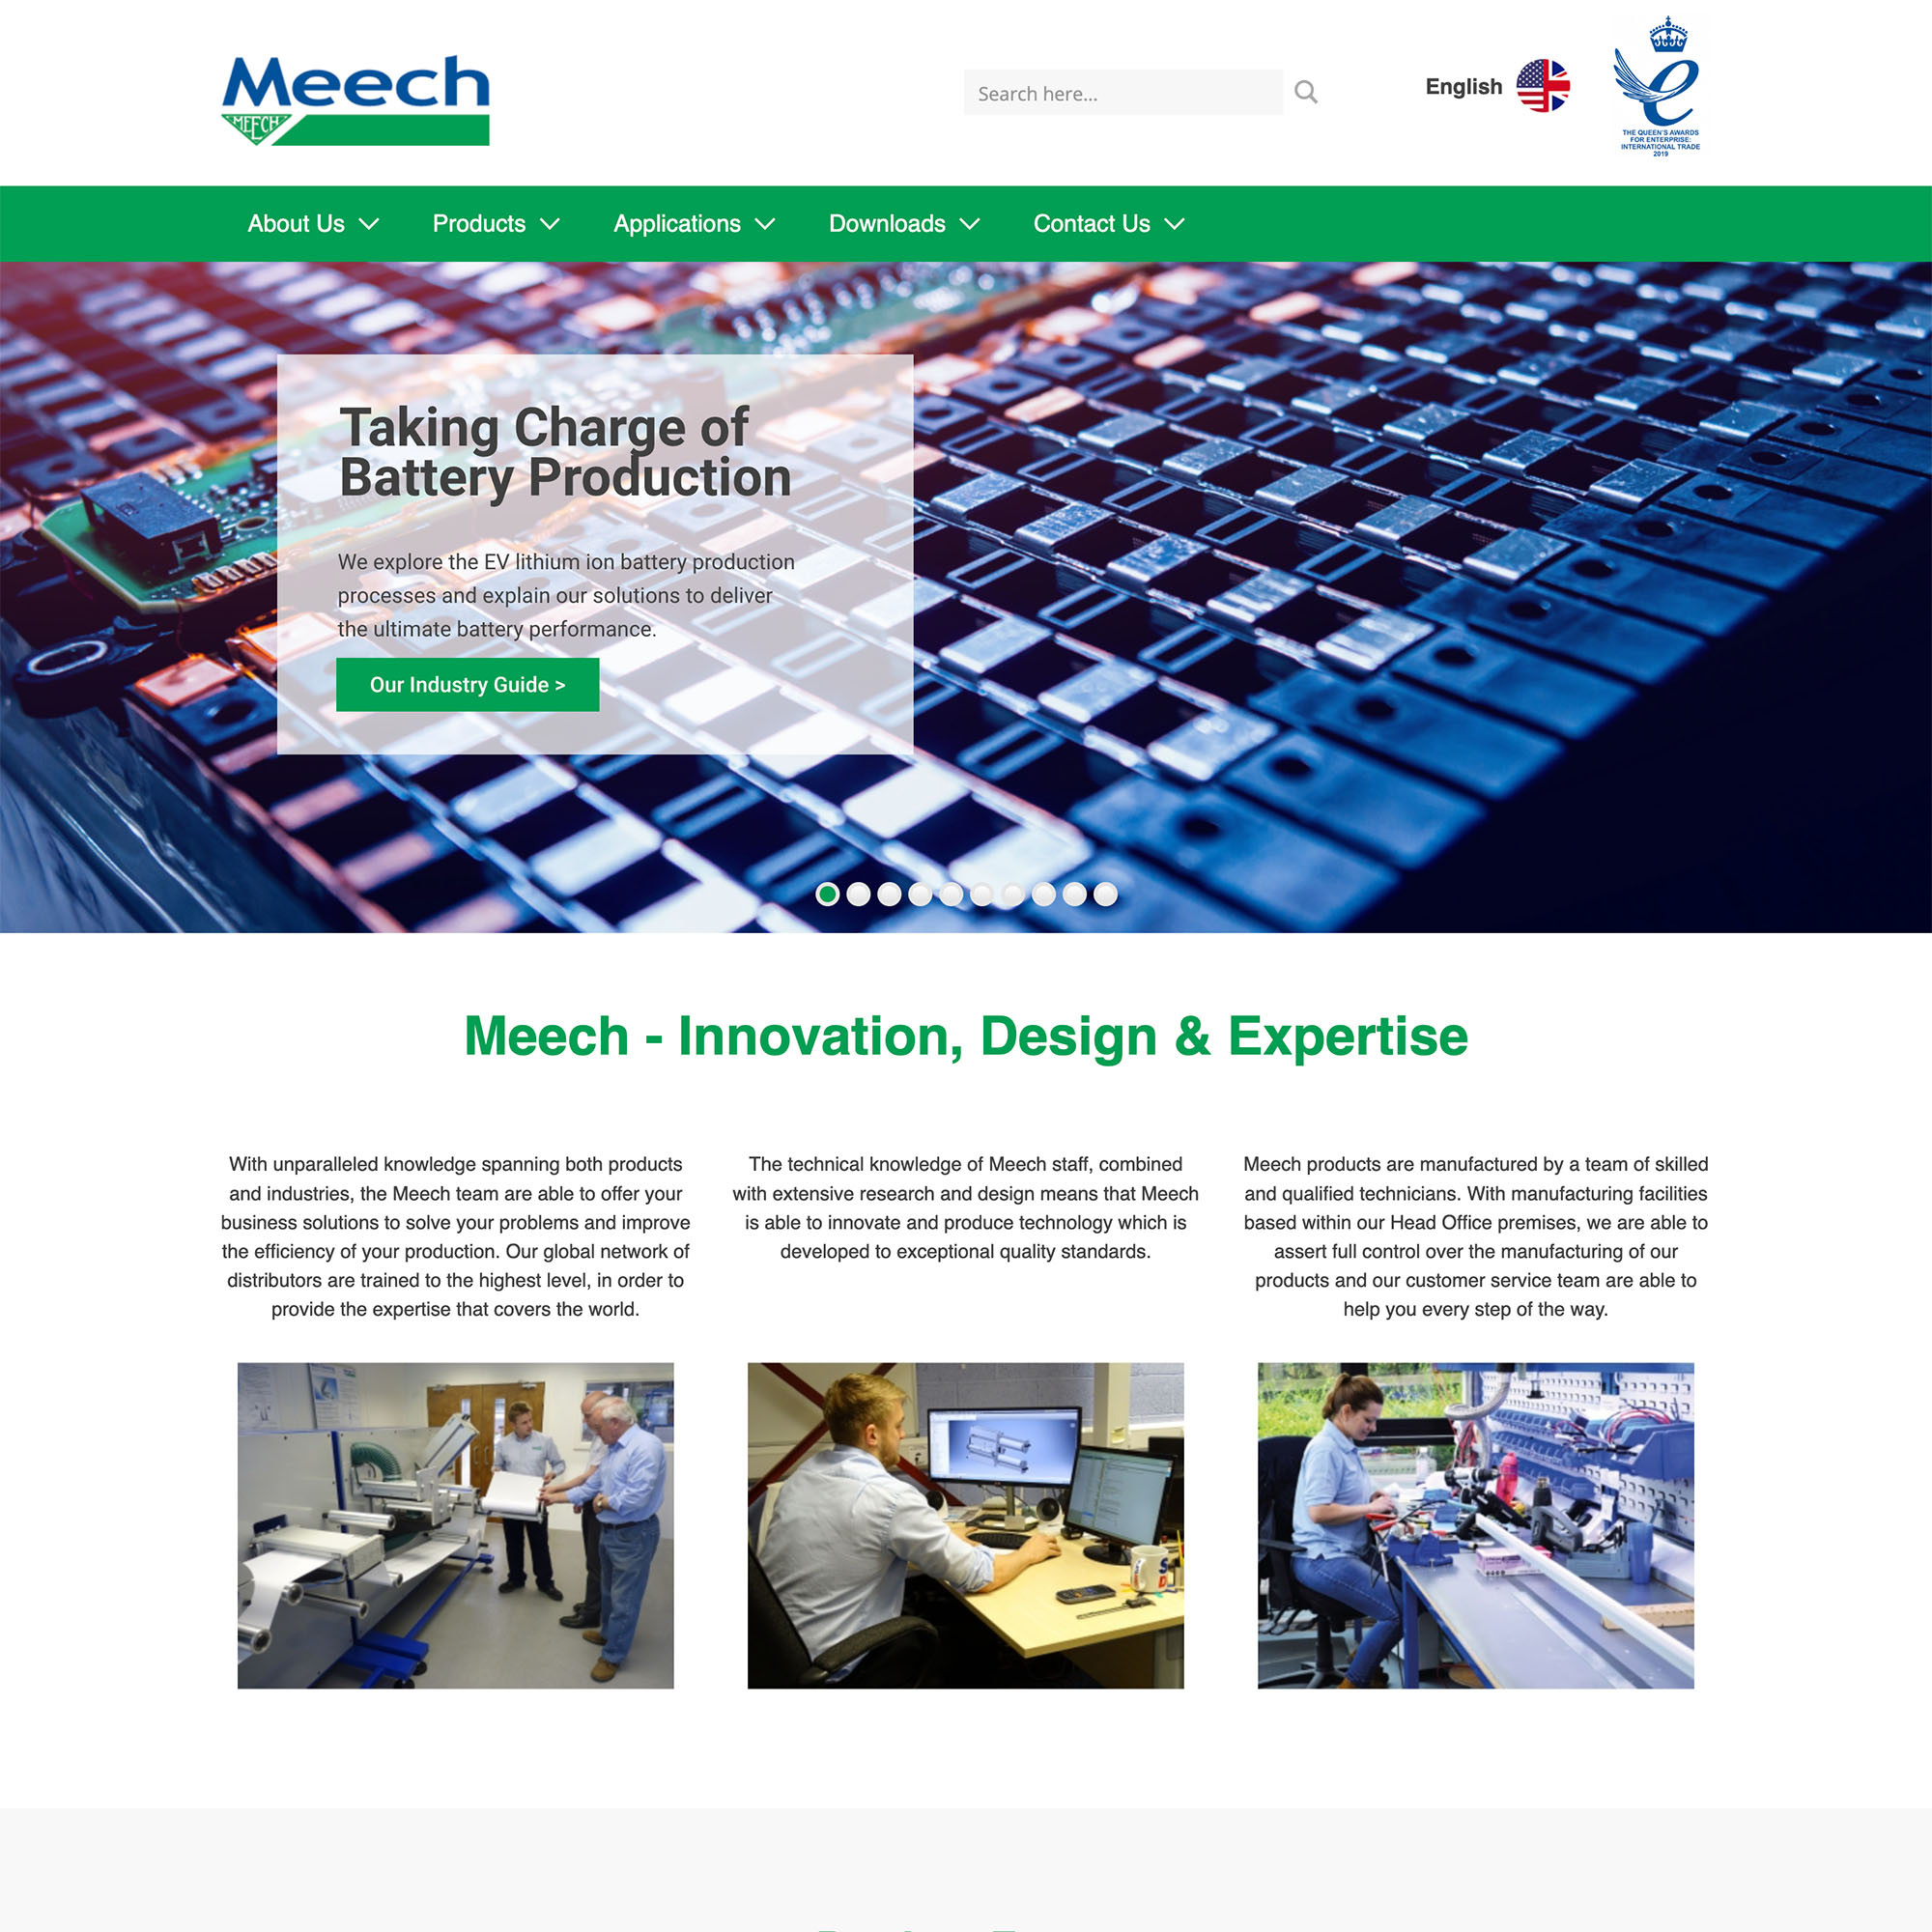 Meech
MEECH
Search here...
English
THE QUEEN'S AWARDS
FOR ENTERPRISE:
INTERNATIONAL TRADE
2019
About Us
Products
Applications
Downloads
Contact Us
Taking Charge of
Battery Production
We explore the EV lithium ion battery production
processes and explain our solutions to deliver
the ultimate battery performance.
Our Industry Guide >
Meech - Innovation, Design & Expertise
With unparalleled knowledge spanning both products
and industries, the Meech team are able to offer your
business solutions to solve your problems and improve
the efficiency of your production. Our global network of
distributors are trained to the highest level, in order to
provide the expertise that covers the world.
The technical knowledge of Meech staff, combined
with extensive research and design means that Meech
is able to innovate and produce technology which is
developed to exceptional quality standards.
Meech products are manufactured by a team of skilled
and qualified technicians. With manufacturing facilities
based within our Head Office premises, we are able to
assert full control over the manufacturing of our
products and our customer service team are able to
help you every step of the way.